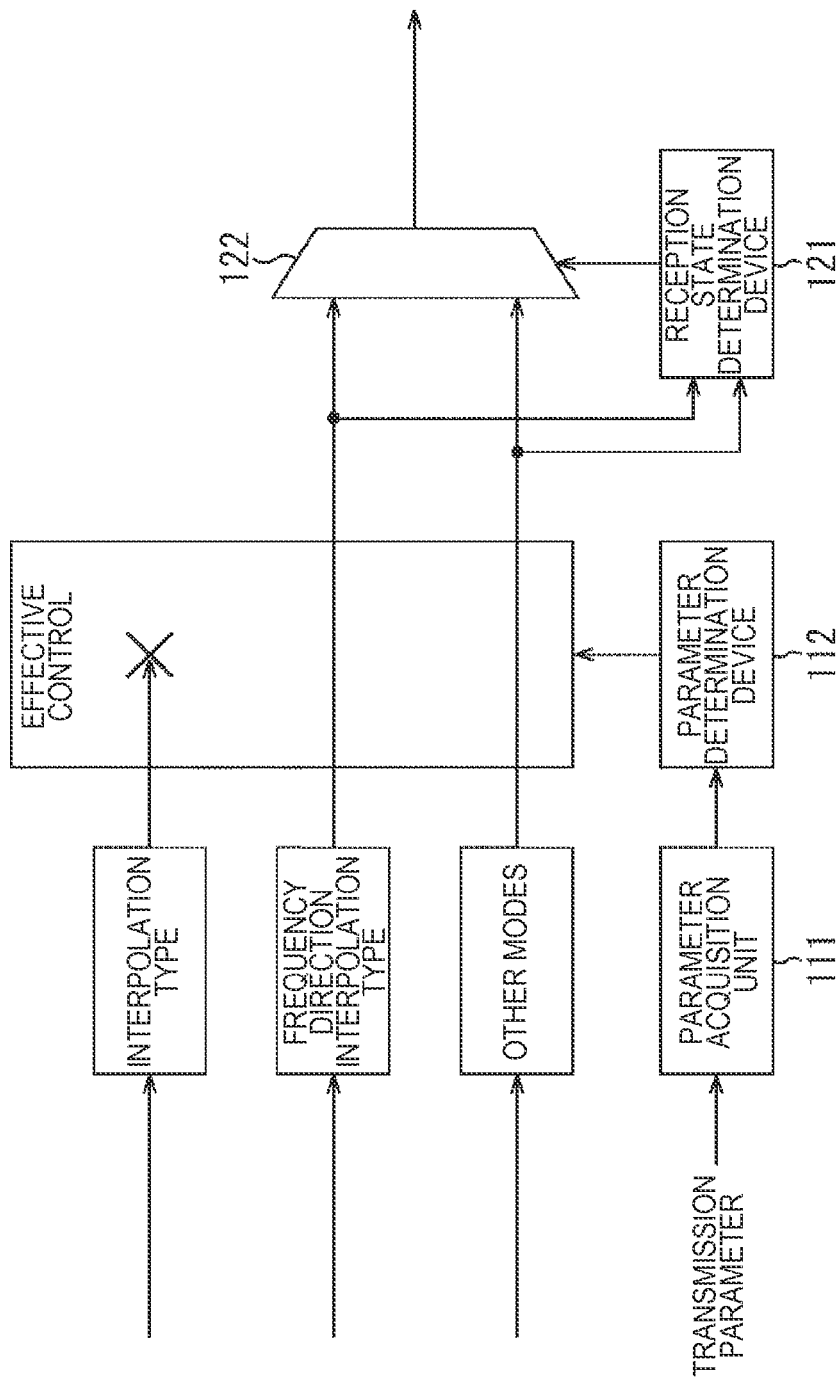 INTERPOLATION
TYPE
EFFECTIVE
CONTROL
122
FREQUENCY
DIRECTION
INTERPOLATION
TYPE
OTHER MODES
TRANSMISSION
PARAMETER
PARAMETER
ACQUISITION
UNIT
111
PARAMETER
DETERMINATION
DEVICE
112
RECEPTION
STATE
DETERMINATION
DEVICE
121